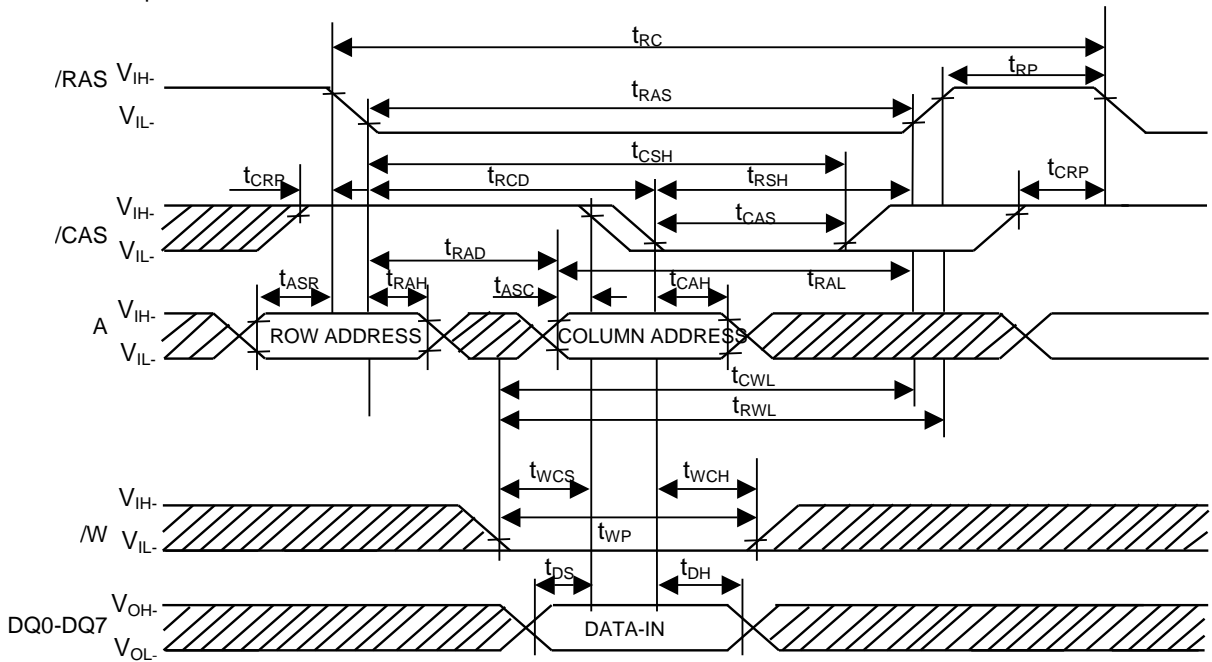 tRC
/RAS VIH-
tRP
tRAS
VIL-
tCSH
tCRP
tRCD
tRSH
tCRP
VIH-
tCAS
/CAS
VIL-
tRAD
tASR
tRAH
tASC
tCAH
tRAL
VIH-
A
ROW ADDRESS
COLUMN ADDRESS
VIL-
tCWL
tRWL
tWCS
tWCH
VIH-
/W
tWP
VIL-
tDS
tDH
VOH-
DQ0-DQ7
DATA-IN
VOL-